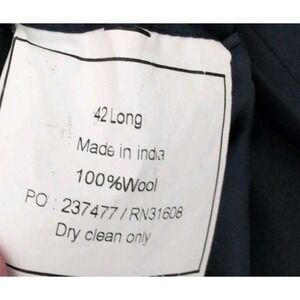 42 Long
Made in india
100%Wool
PO : 237477 / RN31608
Dry clean only